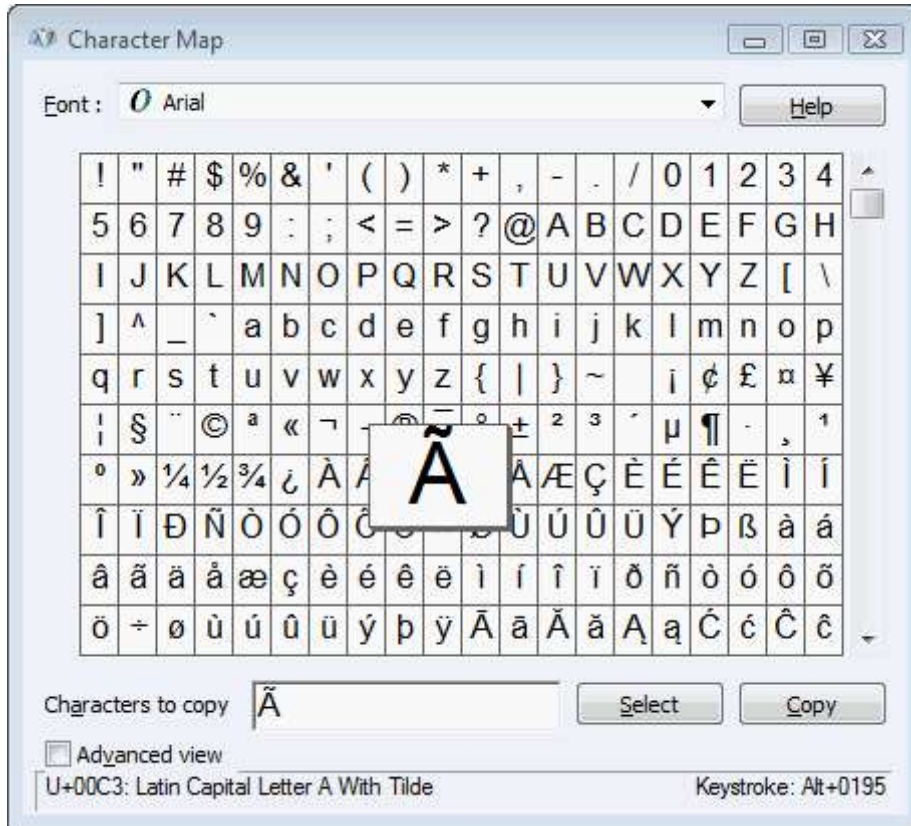 Character Map
Font : O Arial Help
! " # $ % & ' ( ) * + , - . / 0 1 2 3 4
5 6 7 8 9 : ; < = > ? @ A B C D E F G H
I J K L M N O P Q R S T U V W X Y Z [ \
] ^ _ ` a b c d e f g h i j k l m n o p
q r s t u v w x y z { | } ~ ¡ ¢ £ ¤ ¥
¦ § ¨ © ª « ¬ - ® ¯ ° ± ² ³ ´ µ ¶ · ¸ ¹
º » ¼ ½ ¾ ¿ À Á Ã Å Æ Ç È É Ê Ë Ì Í
Î Ï Ð Ñ Ò Ó Ô Õ Ö Ø Ù Ú Û Ü Ý Þ ß à á
â ã ä å æ ç è é ê ë ì í î ï ð ñ ò ó ô õ
ö ÷ ø ù ú û ü ý þ ÿ Ā ā Ă ă Ą ą Ć ć Ĉ ĉ
Characters to copy Ã Select Copy
Advanced view
U+00C3: Latin Capital Letter A With Tilde Keystroke: Alt+0195